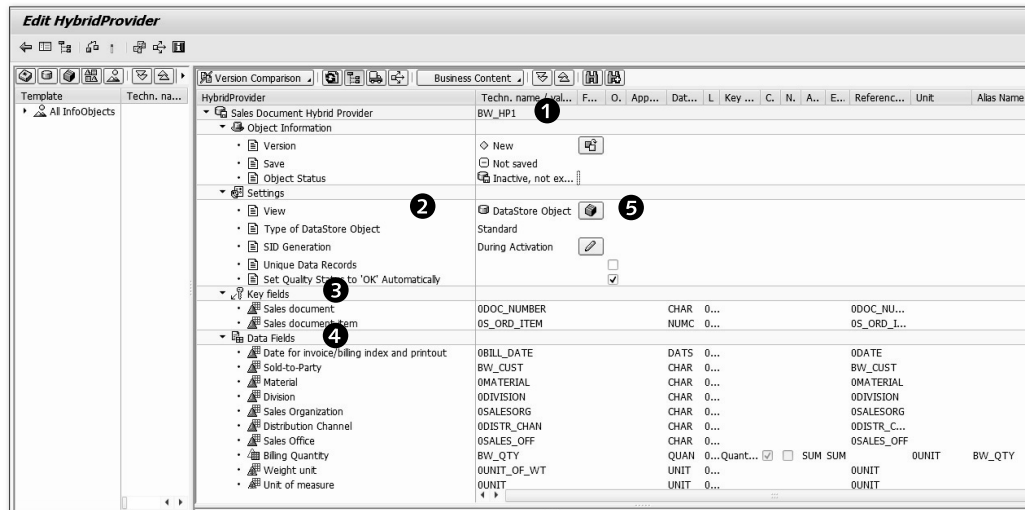 Edit HybridProvider
Version Comparison Business Content
Template Techn. na... HybridProvider Techn. name / val... F... O. App... Dat... L Key ... C. N. A.. E... Referenc... Unit Alias Name
All InfoObjects Sales Document Hybrid Provider BW_HP1 1
Object Information
Version New
Save Not saved
Object Status Inactive, not ex...
Settings 2
View DataStore Object 5
Type of DataStore Object Standard
SID Generation During Activation
Unique Data Records
Set Quality Status to 'OK' Automatically
Key fields 3
Sales document 0DOC_NUMBER CHAR 0... 0DOC_NU...
Sales document item 0S_ORD_ITEM NUMC 0... 0S_ORD_I...
Data Fields 4
Date for invoice/billing index and printout 0BILL_DATE DATS 0... 0DATE
Sold-to-Party BW_CUST CHAR 0... BW_CUST
Material 0MATERIAL CHAR 0... 0MATERIAL
Division 0DIVISION CHAR 0... 0DIVISION
Sales Organization 0SALESORG CHAR 0... 0SALESORG
Distribution Channel 0DISTR_CHAN CHAR 0... 0DISTR_C...
Sales Office 0SALES_OFF CHAR 0... 0SALES_OFF
Billing Quantity BW_QTY QUAN 0... Quant... SUM SUM 0UNIT BW_QTY
Weight unit 0UNIT_OF_WT UNIT 0... 0UNIT
Unit of measure 0UNIT UNIT 0... 0UNIT